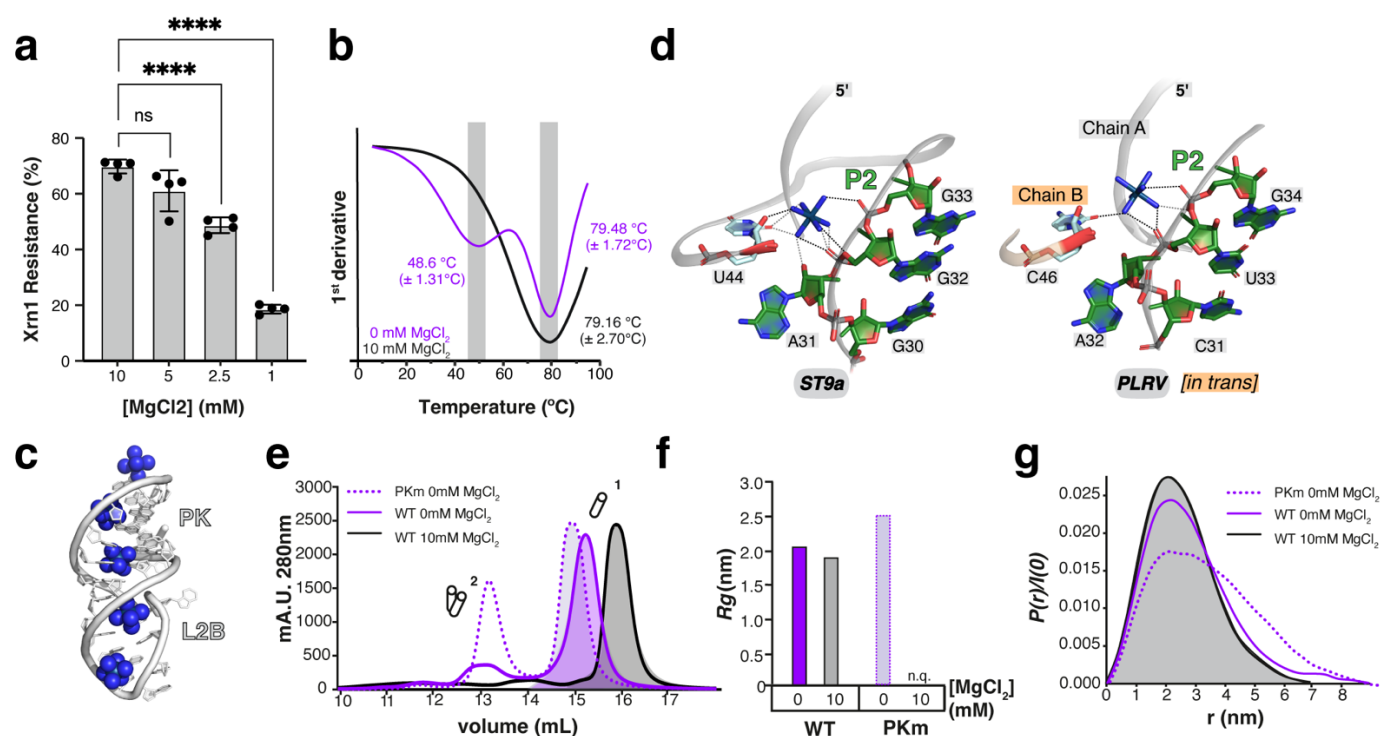 a
****
****
ns
Xrn1 Resistance (%)
80
60
40
20
0
10
5
2.5
1
[MgCl2] (mM)
b
1st derivative
48.6 °C
(± 1.31°C)
79.48 °C
(± 1.72°C)
79.16 °C
(± 2.70°C)
0 mM MgCl2
10 mM MgCl2
0
20
40
60
80
100
Temperature (°C)
c
PK
L2B
d
5'
P2
G33
U44
G32
A31
G30
ST9a
5'
Chain A
P2
Chain B
G34
C46
U33
A32
C31
PLRV
[in trans]
e
PKm 0mM MgCl2
WT 0mM MgCl2
WT 10mM MgCl2
1
2
mA.U. 280nm
3000
2500
2000
1500
1000
500
0
10
11
12
13
14
15
16
17
volume (mL)
f
Rg(nm)
3.0
2.5
2.0
1.5
1.0
0.5
0
n.q.
0
10
0
10
[MgCl2]
(mM)
WT
PKm
g
PKm 0mM MgCl2
WT 0mM MgCl2
WT 10mM MgCl2
P(r)/I(0)
0.025
0.020
0.015
0.010
0.005
0.000
0
1
2
3
4
5
6
7
8
r (nm)